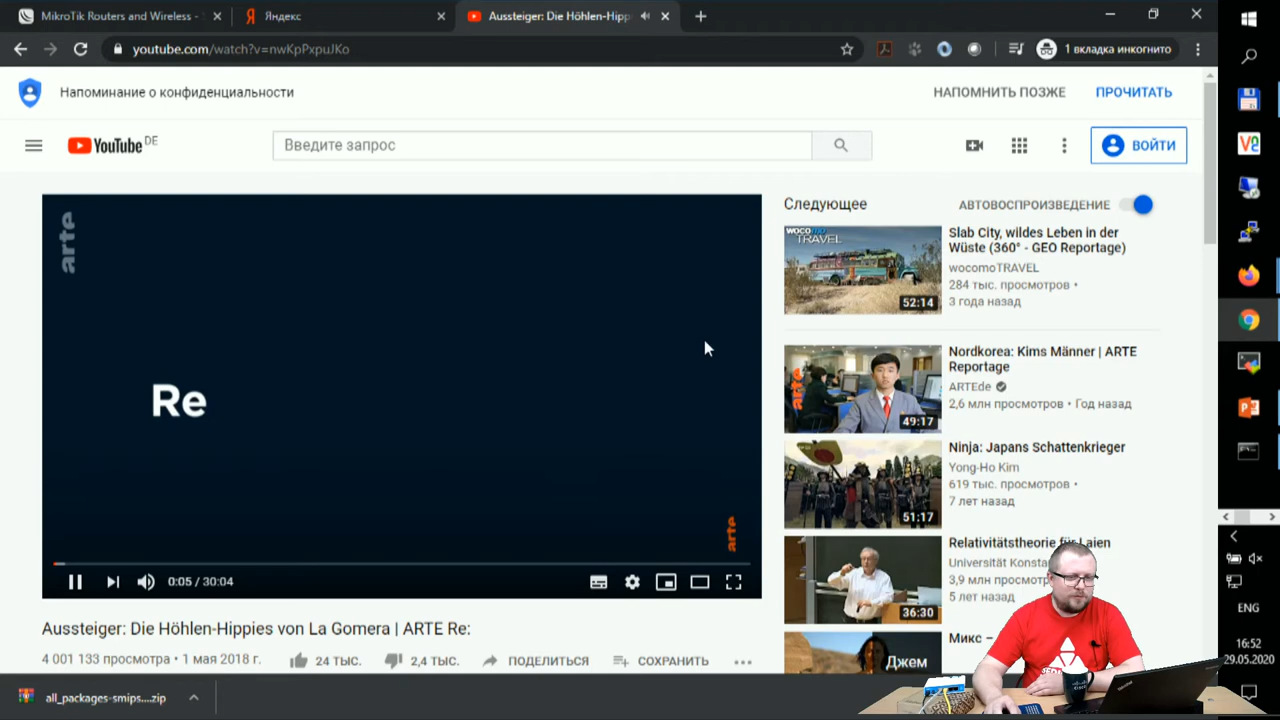 MikroTik Routers and Wireless -
Яндекс
Aussteiger: Die Höhlen-Hipp
youtube.com/watch?v=nwKpPxpuJKo
1 вкладка инкогнито
Напоминание о конфиденциальности
НАПОМНИТЬ ПОЗЖЕ
ПРОЧИТАТЬ
YouTube DE
Введите запрос
ВОЙТИ
arte
Re
arte
0:05 / 30:04
Aussteiger: Die Höhlen-Hippies von La Gomera | ARTE Re:
4 001 133 просмотра • 1 мая 2018 г.
24 ТЫС.
2,4 ТЫС.
ПОДЕЛИТЬСЯ
СОХРАНИТЬ
Следующее
АВТОВОСПРОИЗВЕДЕНИЕ
wocomo
TRAVEL
52:14
Slab City, wildes Leben in der
Wüste (360° - GEO Reportage)
wocomoTRAVEL
284 тыс. просмотров •
3 года назад
arte
49:17
Nordkorea: Kims Männer | ARTE
Reportage
ARTEde
2,6 млн просмотров • Год назад
51:17
Ninja: Japans Schattenkrieger
Yong-Ho Kim
619 тыс. просмотров •
7 лет назад
36:30
Relativitätstheorie für Laien
Universität Konsta
3,9 млн просмот
5 лет назад
Джем
Микс –
all_packages-smips....zip
ENG
16:52
29.05.2020